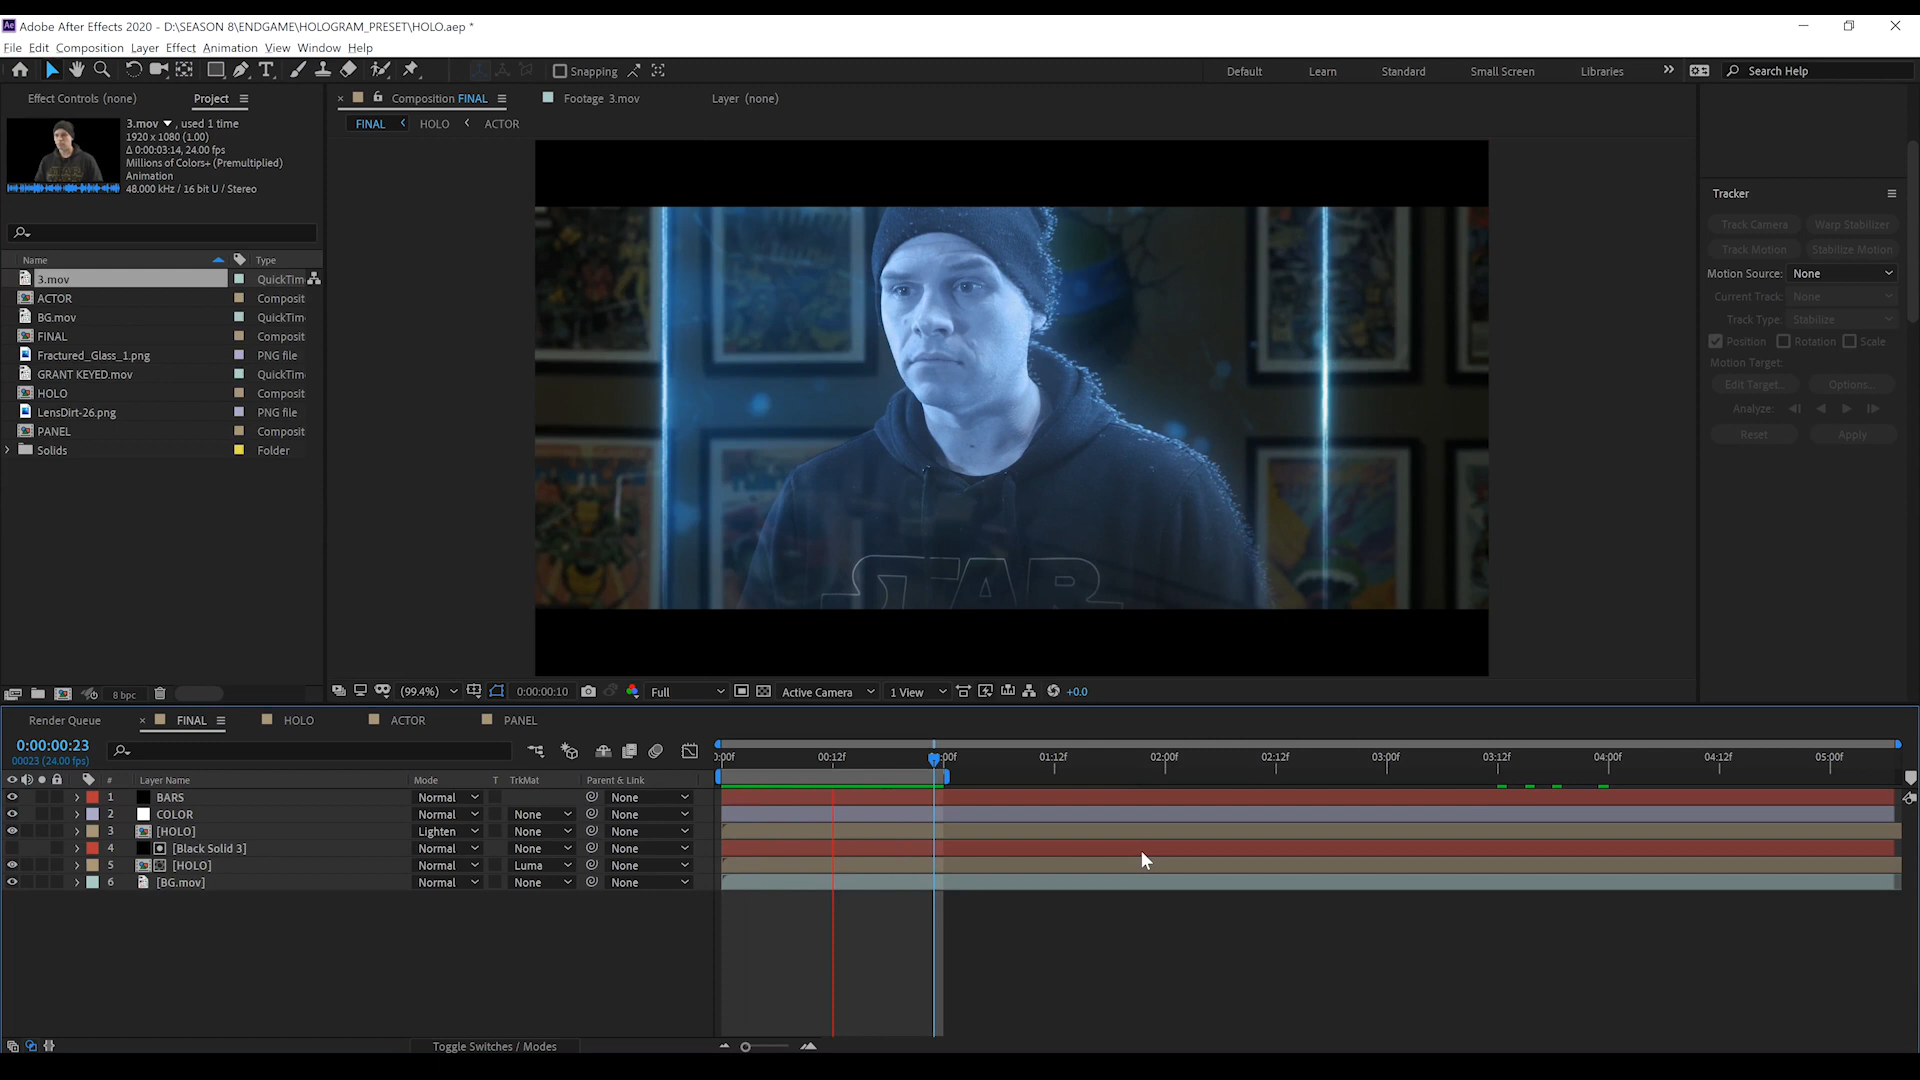 Adobe After Effects 2020 - D:\SEASON 8\ENDGAME\HOLOGRAM_PRESET\HOLO.aep *
File Edit Composition Layer Effect Animation View Window Help
Snapping
Default Learn Standard Small Screen Libraries Search Help
Effect Controls (none) Project
Composition FINAL Footage 3.mov Layer (none)
FINAL HOLO ACTOR
3.mov , used 1 time
1920 x 1080 (1.00)
Δ 0:00:03:14, 24.00 fps
Millions of Colors+ (Premultiplied)
Animation
48.000 kHz / 16 bit U / Stereo
Name Type
3.mov QuickTim
ACTOR Composit
BG.mov QuickTim
FINAL Composit
Fractured_Glass_1.png PNG file
GRANT KEYED.mov QuickTim
HOLO Composit
LensDirt-26.png PNG file
PANEL Composit
Solids Folder
STAR
Tracker
Track Camera Warp Stabilizer
Track Motion Stabilize Motion
Motion Source: None
Current Track: None
Track Type: Stabilize
Position Rotation Scale
Motion Target:
Edit Target... Options...
Analyze:
Reset Apply
8 bpc
(99.4%) 0:00:00:10 Full Active Camera 1 View +0.0
Render Queue FINAL HOLO ACTOR PANEL
0:00:00:23
00023 (24.00 fps)
:00f 00:12f :00f 01:12f 02:00f 02:12f 03:00f 03:12f 04:00f 04:12f 05:00f
# Layer Name Mode T TrkMat Parent & Link
1 BARS Normal None
2 COLOR Normal None None
3 [HOLO] Lighten None None
4 [Black Solid 3] Normal None None
5 [HOLO] Normal Luma None
6 [BG.mov] Normal None None
Toggle Switches / Modes